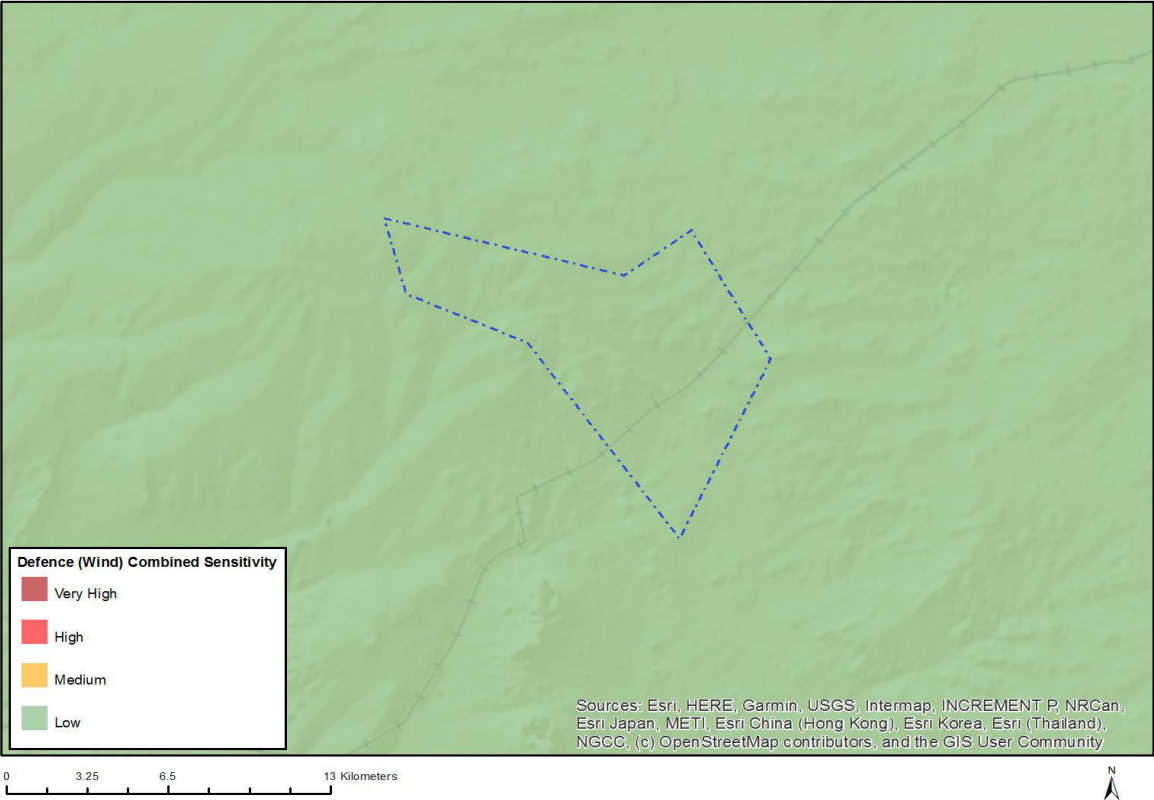 Defence (Wind) Combined Sensitivity
Very High
High
Medium
Low
Sources: Esri, HERE, Garmin, USGS, Intermap, INCREMENT P, NRCan,
Esri Japan, METI, Esri China (Hong Kong), Esri Korea, Esri (Thailand),
NGCC, (c) OpenStreetMap contributors, and the GIS User Community
0 3.25 6.5 13 Kilometers
N